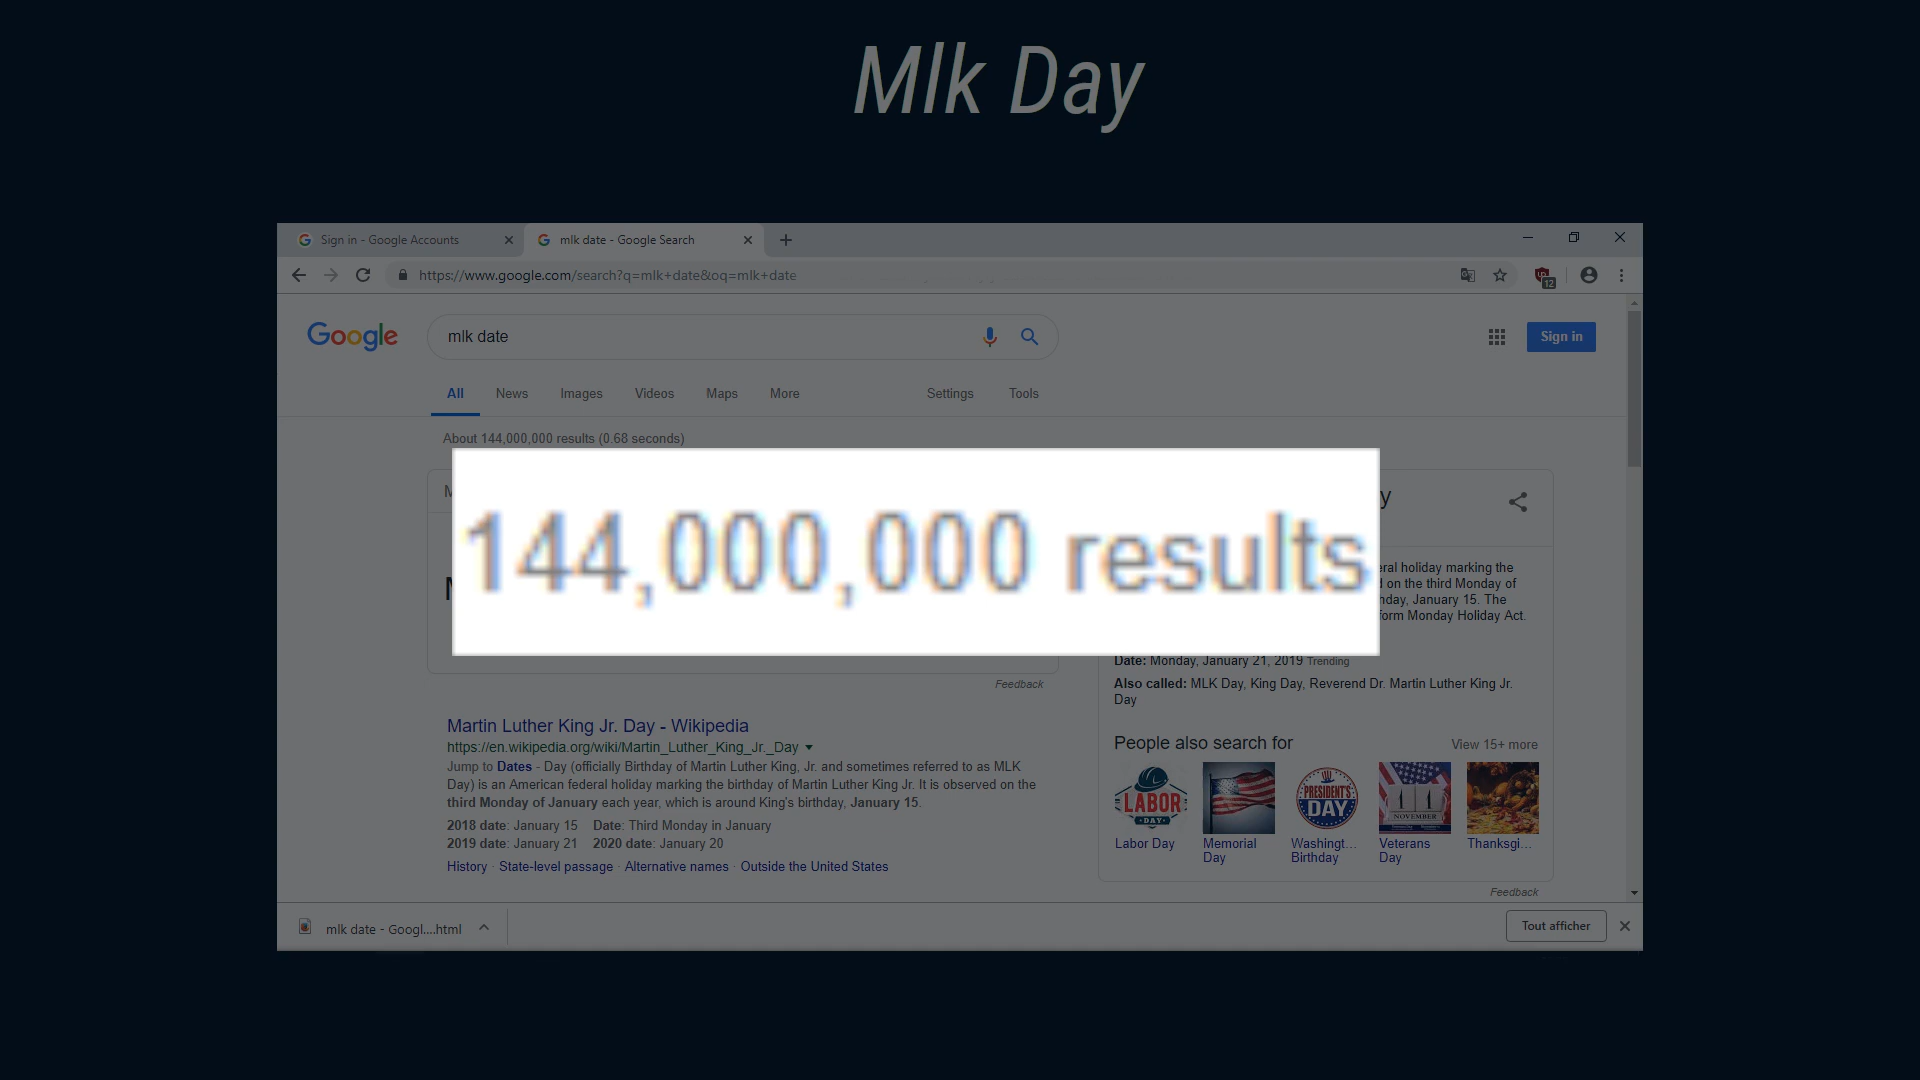 Mlk Day
Sign in - Google Accounts
mlk date - Google Search
https://www.google.com/search?q=mlk+date&oq=mlk+date
12
Google
mlk date
Sign in
All News Images Videos Maps More Settings Tools
About 144,000,000 results (0.68 seconds)
144,000,000 results
eral holiday marking the
on the third Monday of
nday, January 15. The
form Monday Holiday Act.
Date: Monday, January 21, 2019 Trending
Also called: MLK Day, King Day, Reverend Dr. Martin Luther King Jr.
Day
Feedback
Martin Luther King Jr. Day - Wikipedia
https://en.wikipedia.org/wiki/Martin_Luther_King_Jr._Day
Jump to Dates - Day (officially Birthday of Martin Luther King, Jr. and sometimes referred to as MLK
Day) is an American federal holiday marking the birthday of Martin Luther King Jr. It is observed on the
third Monday of January each year, which is around King's birthday, January 15.
2018 date: January 15 Date: Third Monday in January
2019 date: January 21 2020 date: January 20
History · State-level passage · Alternative names · Outside the United States
People also search for
View 15+ more
LABOR
DAY
PRESIDENT'S
DAY
11
NOVEMBER
Labor Day
Memorial
Day
Washingt...
Birthday
Veterans
Day
Thanksgi...
Feedback
mlk date - Googl....html
Tout afficher